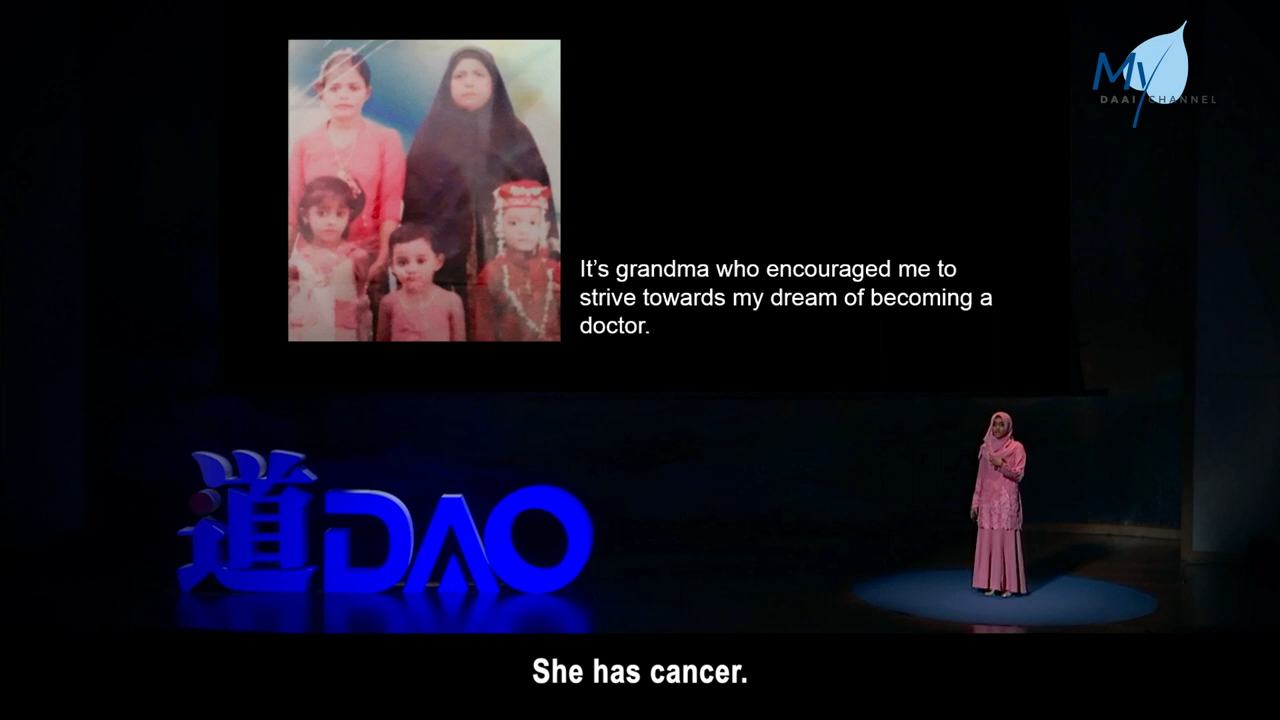 My
DAAI CHANNEL
It’s grandma who encouraged me to
strive towards my dream of becoming a
doctor.
道DAO
She has cancer.